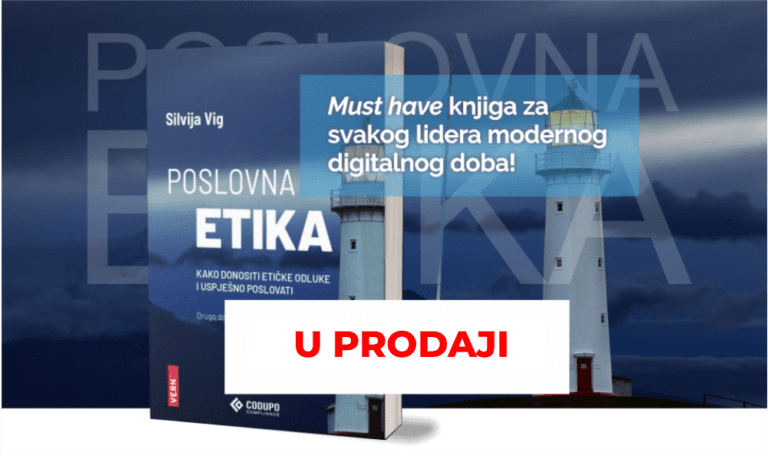 POSLOVNA
Must have knjiga za
svakog lidera modernog
digitalnog doba!
Silvija Vig
POSLOVNA
ETIKA
KAKO DONOSITI ETIČKE ODLUKE
I USPJEŠNO POSLOVATI
Druga
U PRODAJI
VERN'
CODUPO
COMPLIANCE